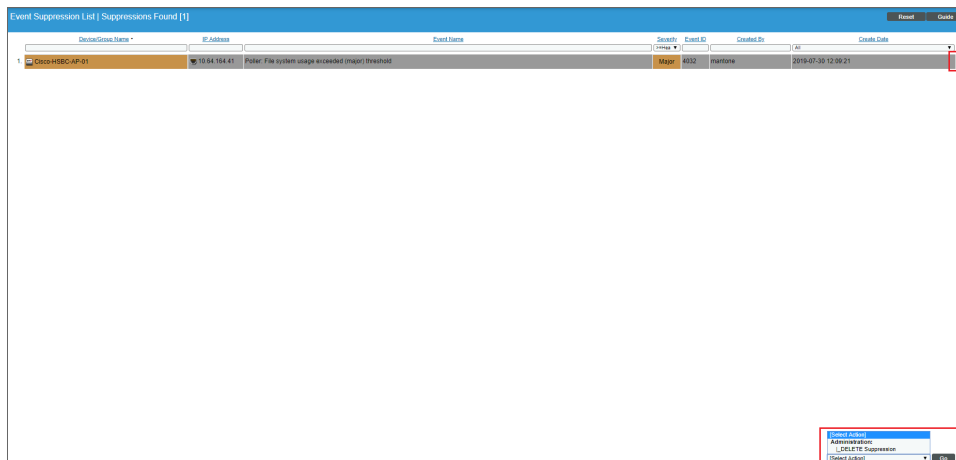 Event Suppression List | Suppressions Found [1]
Reset Guide
Device/Group Name IP Address Event Name Severity Event ID Created By Create Date
All
1. Cisco-HSBC-AP-01 10.64.164.41 Poller: File system usage exceeded (major) threshold Major 4032 mantone 2019-07-30 12:09:21
[Select Action]
Administration:
DELETE Suppression
[Select Action] Go